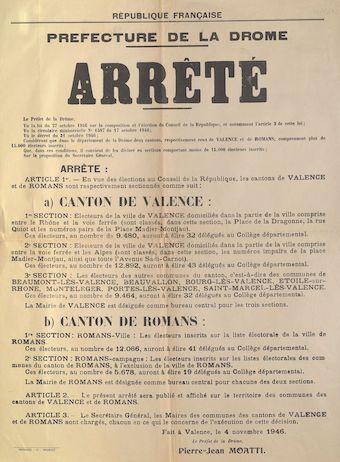 RÉPUBLIQUE FRANÇAISE
PREFECTURE DE LA DROME
ARRÊTÉ
Le Préfet de la Drôme,
Vu la loi du 27 octobre 1946 sur la composition et l'élection du Conseil de la République, et notamment l'article 3 de cette loi ;
Vu la circulaire ministérielle N° 4597 du 17 octobre 1946 ;
Vu le décret du 31 octobre 1946 ;
Considérant que dans le département de la Drôme deux cantons, respectivement ceux de VALENCE et de ROMANS, comprennent plus de
15.000 électeurs inscrits ;
Que, dans ces conditions, il convient de les diviser en sections comportant moins de 15.000 électeurs inscrits ;
Sur la proposition du Secrétaire Général,
ARRÊTE :
ARTICLE 1er. — En vue des élections au Conseil de la République, les cantons de VALENCE
et de ROMANS sont respectivement sectionnés comme suit :
a) CANTON DE VALENCE :
1re SECTION : Electeurs de la ville de VALENCE domiciliés dans la partie de la ville comprise
entre le Rhône et la voie ferrée (sont classés, dans cette section, la Place de la Dragonne, la rue
Quiot et les numéros pairs de la Place Madier-Montjau).
Ces électeurs, au nombre de 9.480, auront à élire 32 délégués au Collège départemental.
2e SECTION : Electeurs de la ville de VALENCE domiciliés dans la partie de la ville comprise
entre la voie ferrée et les Alpes (sont classés, dans cette section, les numéros impairs de la place
Madier-Montjau, ainsi que toute l'Avenue Sadi-Carnot).
Ces électeurs, au nombre de 12.892, auront à élire 43 délégués au Collège départemental.
3e SECTION : Electeurs des autres communes du canton, c'est-à-dire des communes de
BEAUMONT-LÈS-VALENCE, BEAUVALLON, BOURG-LÈS-VALENCE, ÉTOILE-sur-
RHONE, MONTÉLÉGER, PORTES-LÈS-VALENCE, SAINT-MARCEL-LÈS-VALENCE.
Ces électeurs, au nombre de 9.464, auront à élire 32 délégués au Collège départemental.
La Mairie de VALENCE est désignée comme bureau central pour les trois sections.
b) CANTON DE ROMANS :
1re SECTION : ROMANS-Ville : Les électeurs inscrits sur la liste électorale de la ville de
ROMANS
Ces électeurs, au nombre de 12.066, auront à élire 41 délégués au Collège départemental.
2e SECTION : ROMANS-campagne : Les électeurs inscrits sur les listes électorales des com-
munes du canton de ROMANS, à l'exclusion de la ville de ROMANS.
Ces électeurs, au nombre de 5.678, auront à élire 19 délégués au Collège départemental.
La Mairie de ROMANS est désignée comme bureau central pour chacune des deux sections.
ARTICLE 2. — Le présent arrêté sera publié et affiché sur le territoire des communes des
cantons de VALENCE et de ROMANS.
ARTICLE 3. — Le Secrétaire Général, les Maires des communes des cantons de VALENCE
et de ROMANS sont chargés, chacun en ce qui le concerne de l'exécution de cette décision.
Fait à Valence, le 4 novembre 1946.
Le Préfet de la Drôme,
Pierre-Jean MOATTI.